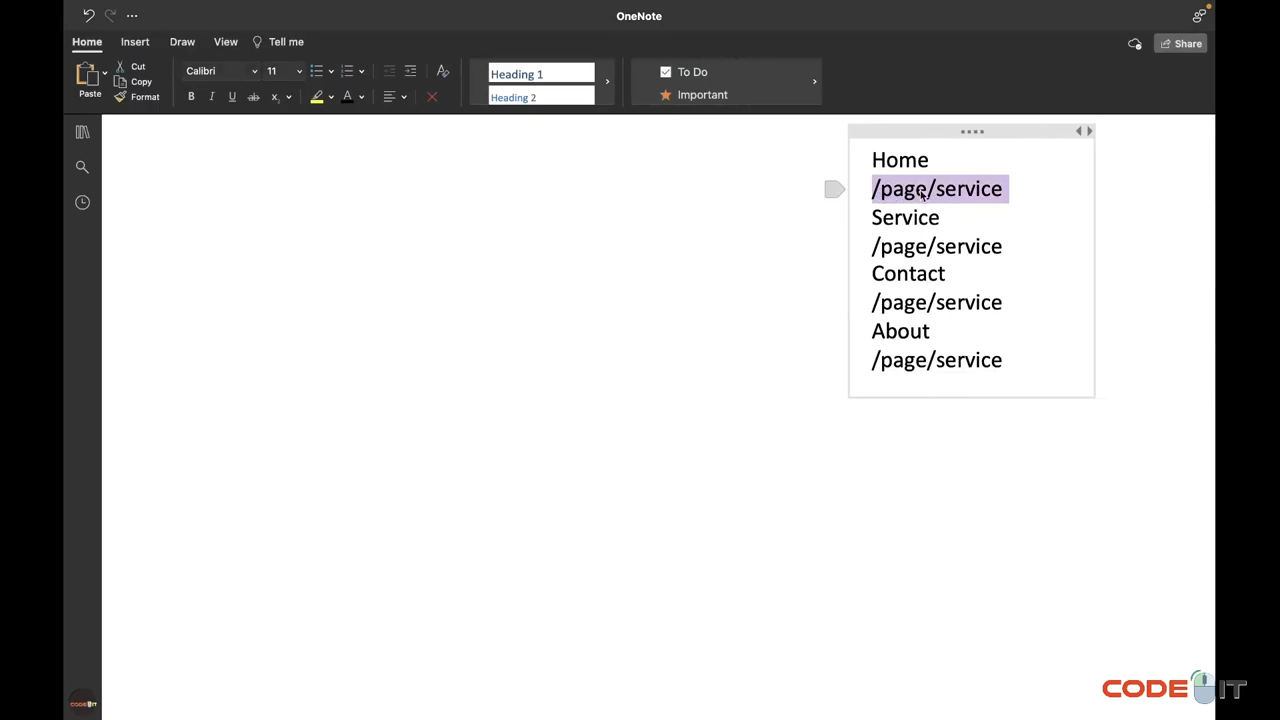 OneNote
Home Insert Draw View Tell me
Share
Paste
Cut
Copy
Format
Calibri 11
B I U ab x
A
Heading 1
Heading 2
To Do
Important
Home
/page/service
Service
/page/service
Contact
/page/service
About
/page/service
CODE IT